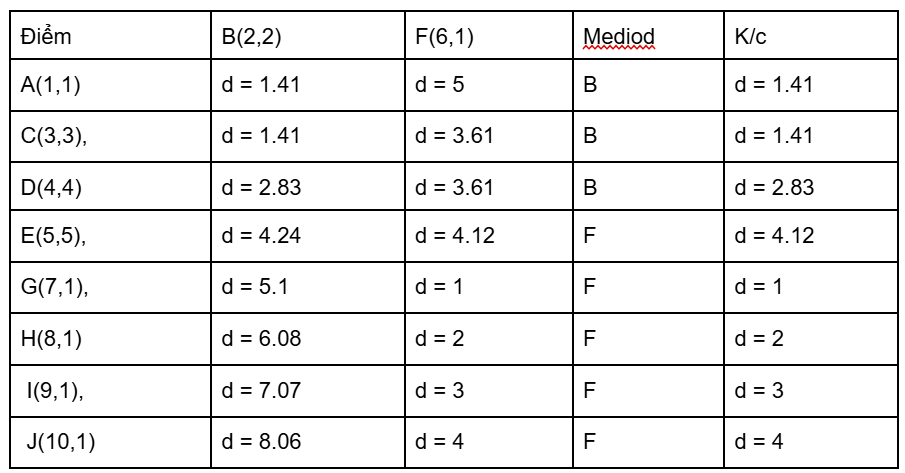 Điểm B(2,2) F(6,1) Mediod K/c
A(1,1) d = 1.41 d = 5 B d = 1.41
C(3,3), d = 1.41 d = 3.61 B d = 1.41
D(4,4) d = 2.83 d = 3.61 B d = 2.83
E(5,5), d = 4.24 d = 4.12 F d = 4.12
G(7,1), d = 5.1 d = 1 F d = 1
H(8,1) d = 6.08 d = 2 F d = 2
I(9,1), d = 7.07 d = 3 F d = 3
J(10,1) d = 8.06 d = 4 F d = 4